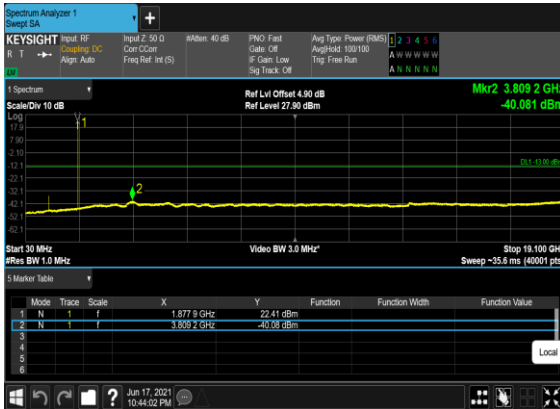 Spectrum Analyzer 1
Swept SA
KEYSIGHT
R T
Input: RF
Coupling: DC
Align: Auto
Input Z: 50 Ω
Corr CCorr
Freq Ref: Int (S)
#Atten: 40 dB
PNO: Fast
Gate: Off
IF Gain: Low
Sig Track: Off
Avg Type: Power (RMS)
Avg|Hold: 100/100
Trig: Free Run
1 2 3 4 5 6
A W W W W W
A N N N N N
1 Spectrum
Scale/Div 10 dB
Ref Lvl Offset 4.90 dB
Ref Level 27.90 dBm
Mkr2 3.809 2 GHz
-40.081 dBm
Log
17.9
7.90
-2.10
-12.1
-22.1
-32.1
-42.1
-52.1
-62.1
1
2
DL1 -13.00 dBm
Start 30 MHz
#Res BW 1.0 MHz
Video BW 3.0 MHz*
Stop 19.100 GHz
Sweep ~35.6 ms (40001 pts)
5 Marker Table
Mode Trace Scale X Y Function Function Width Function Value
1 N 1 f 1.877 9 GHz 22.41 dBm
2 N 1 f 3.809 2 GHz -40.08 dBm
3
4
5
6
Local
?
Jun 17, 2021
10:44:02 PM